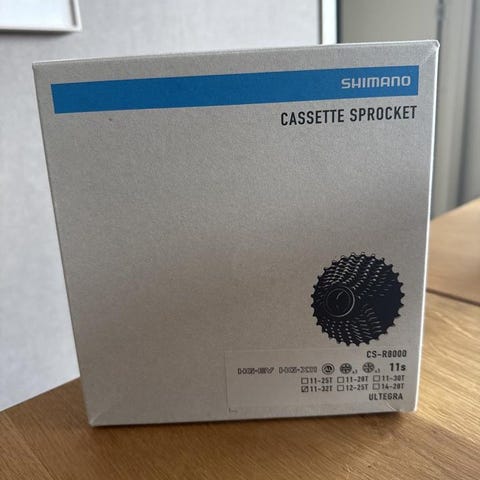 SHIMANO
CASSETTE SPROCKET
CS-R8000
HG-EV HG-X11 11s
11-25T 11-28T 11-30T
11-32T 12-25T 14-28T
ULTEGRA